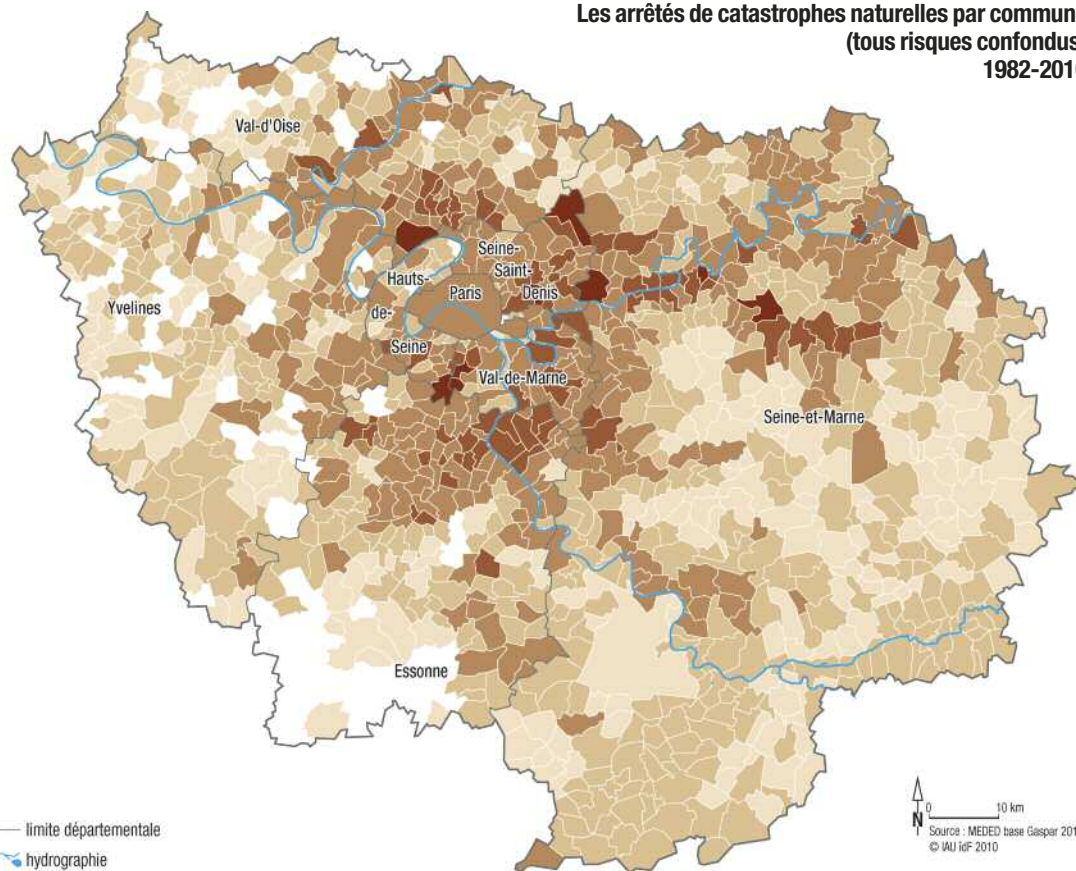 Les arrêtés de catastrophes naturelles par commun
(tous risques confondus
1982-201
Val-d'Oise
Seine-
Saint-
Denis
Hauts-
de-
Seine
Paris
Yvelines
Val-de-Marne
Seine-et-Marne
Essonne
limite départementale
hydrographie
N
0 10 km
Source : MEDED base Gaspar 201
© IAU îdF 2010